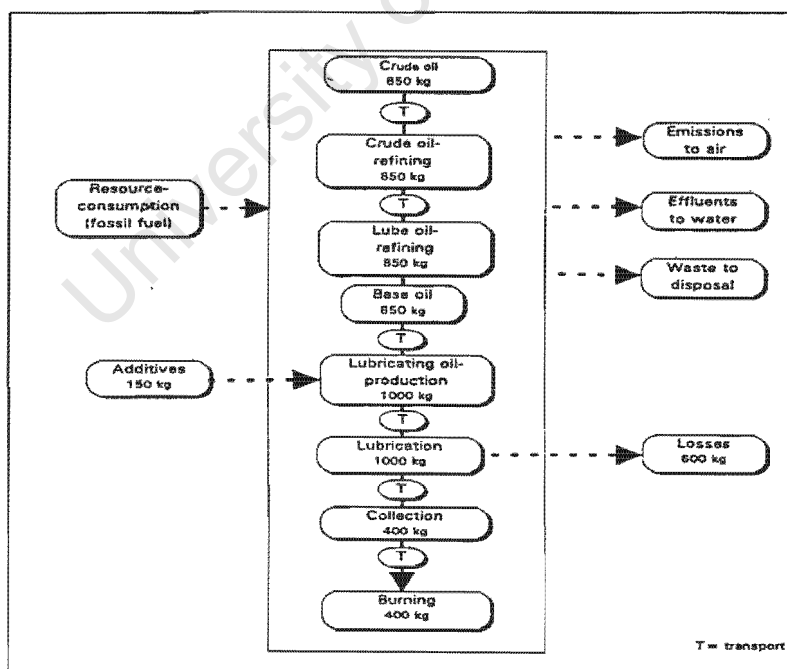 University of
Crude oil
850 kg
T
Crude oil-
refining
850 kg
T
Lube oil-
refining
850 kg
Base oil
850 kg
T
Lubricating oil-
production
1000 kg
T
Lubrication
1000 kg
T
Collection
400 kg
T
Burning
400 kg
Resource-
consumption
(fossil fuel)
Additives
150 kg
Emissions
to air
Effluents
to water
Waste to
disposal
Losses
600 kg
T = transport